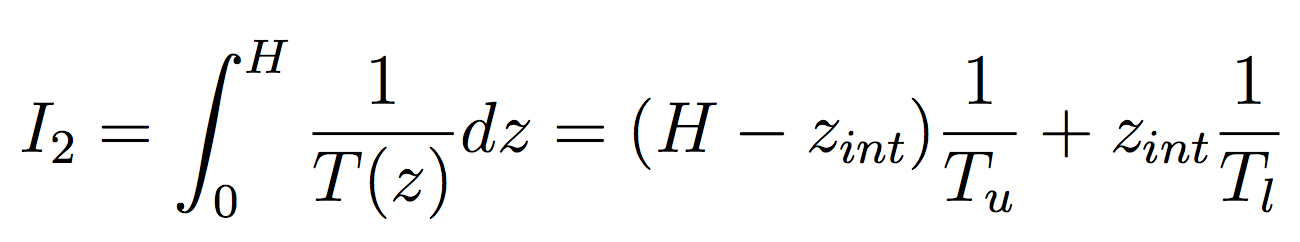 I_2 = \int_0^H \frac{1}{T(z)} dz = (H - z_{int}) \frac{1}{T_u} + z_{int} \frac{1}{T_l}